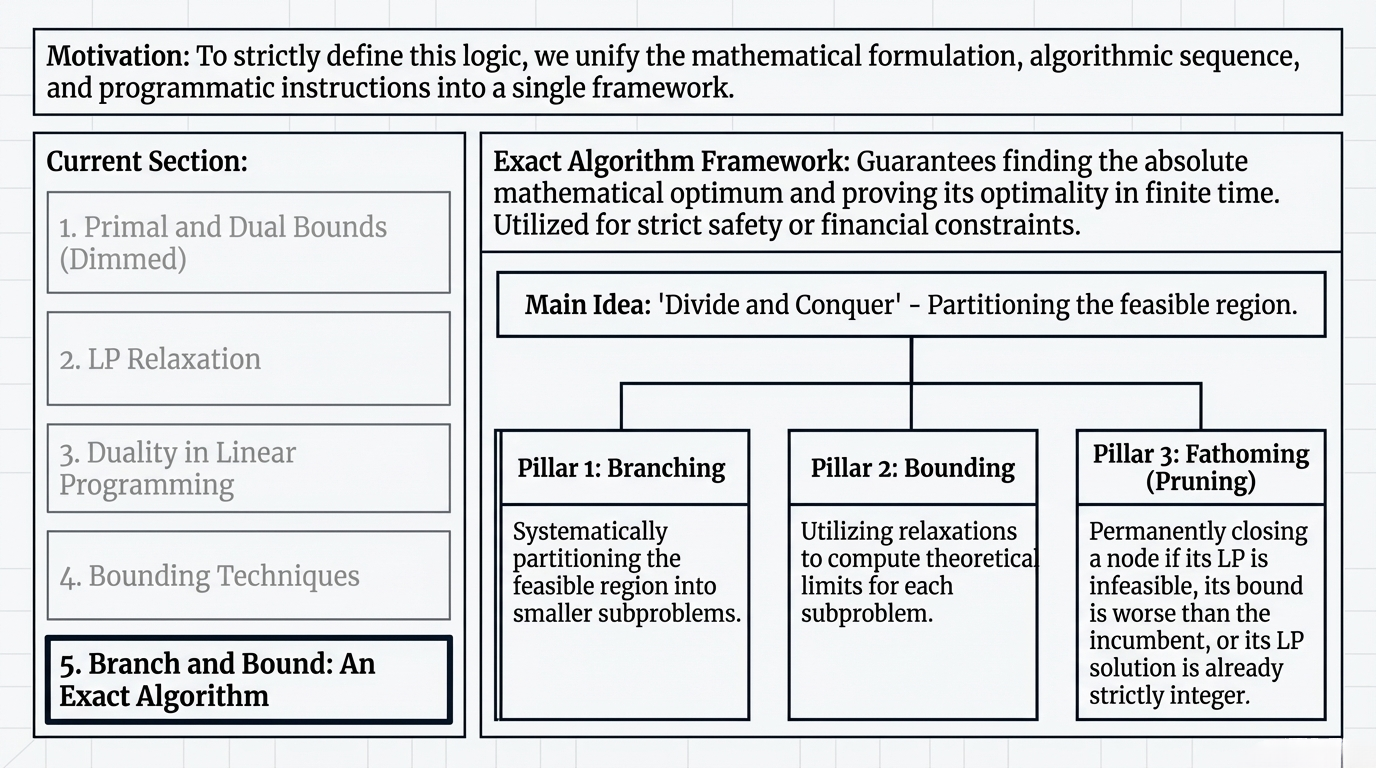 Motivation: To strictly define this logic, we unify the mathematical formulation, algorithmic sequence,
and programmatic instructions into a single framework.
Current Section:
1. Primal and Dual Bounds
(Dimmed)
2. LP Relaxation
3. Duality in Linear
Programming
4. Bounding Techniques
5. Branch and Bound: An
Exact Algorithm
Exact Algorithm Framework: Guarantees finding the absolute
mathematical optimum and proving its optimality in finite time.
Utilized for strict safety or financial constraints.
Main Idea: 'Divide and Conquer' - Partitioning the feasible region.
Pillar 1: Branching
Systematically
partitioning the
feasible region into
smaller subproblems.
Pillar 2: Bounding
Utilizing relaxations
to compute theoretical
limits for each
subproblem.
Pillar 3: Fathoming
(Pruning)
Permanently closing
a node if its LP is
infeasible, its bound
is worse than the
incumbent, or its LP
solution is already
strictly integer.